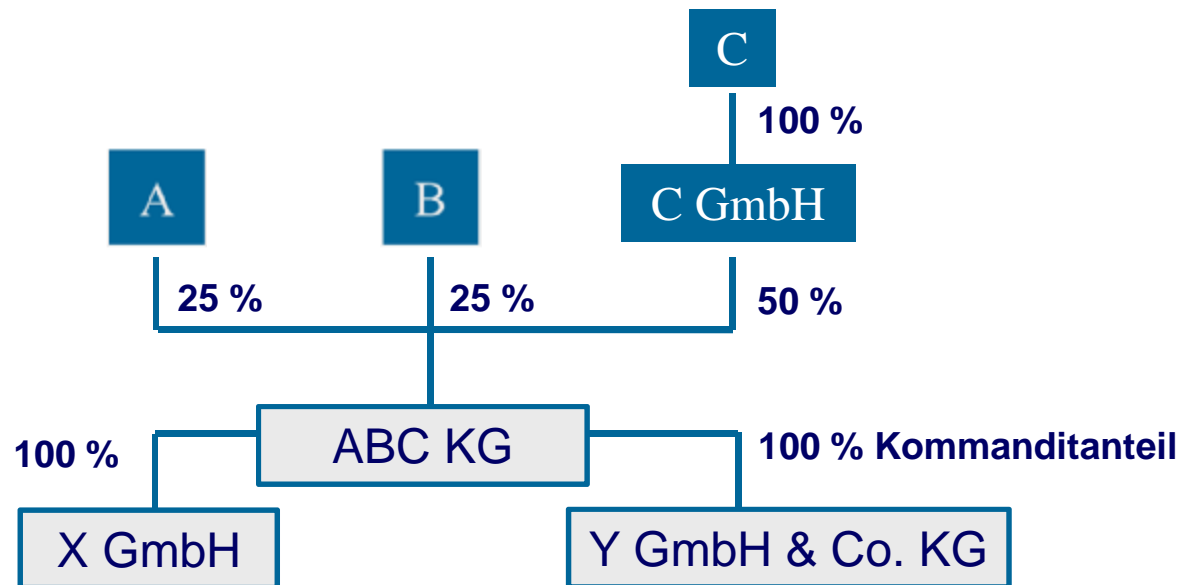 C
100 %
A
B
C GmbH
25 %
25 %
50 %
ABC KG
100 %
100 % Kommanditanteil
X GmbH
Y GmbH & Co. KG